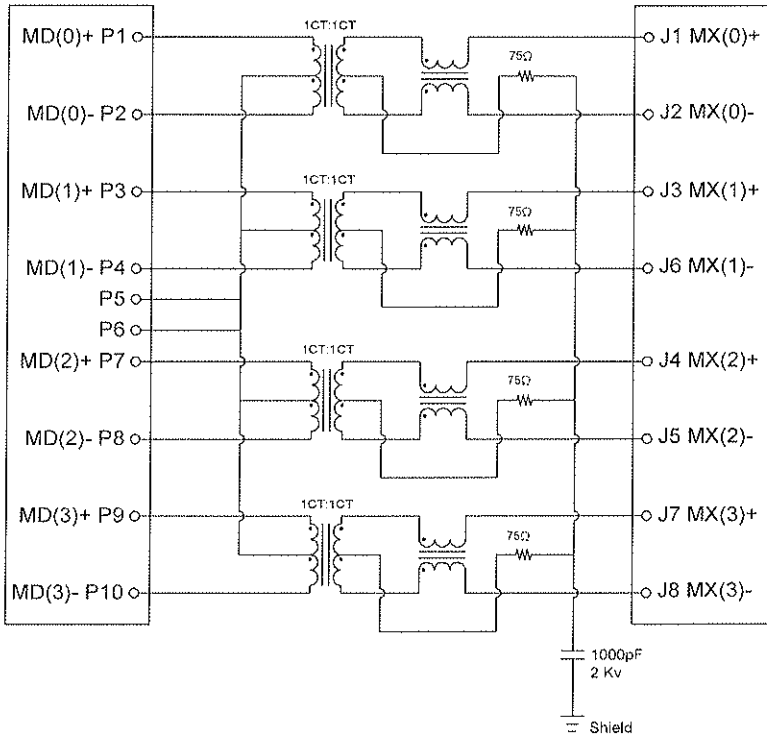 1CT:1CT
MD(0)+ P1
J1 MX(0)+
75Ω
MD(0)- P2
J2 MX(0)-
1CT:1CT
MD(1)+ P3
J3 MX(1)+
75Ω
MD(1)- P4
J6 MX(1)-
P5
P6
1CT:1CT
MD(2)+ P7
J4 MX(2)+
75Ω
MD(2)- P8
J5 MX(2)-
1CT:1CT
MD(3)+ P9
J7 MX(3)+
75Ω
MD(3)- P10
J8 MX(3)-
1000pF
2 Kv
Shield